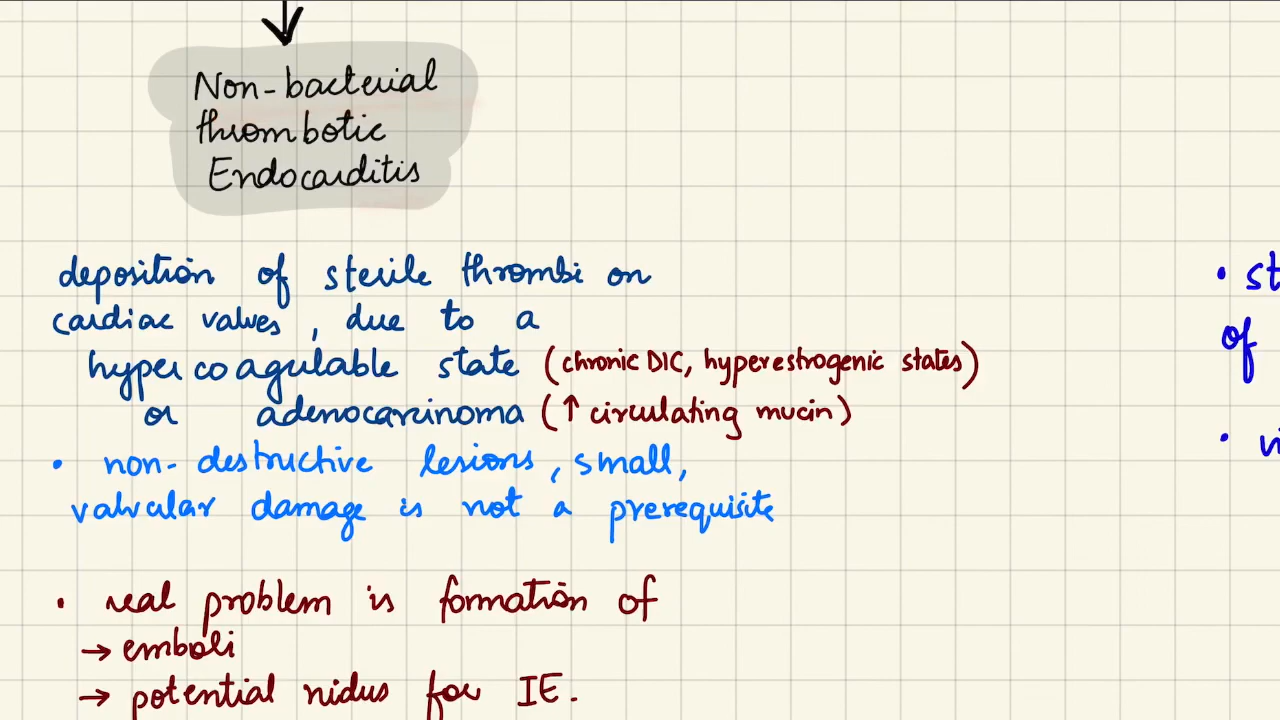 Non-bacterial
thrombotic
Endocarditis
deposition of sterile thrombi on
cardiac valves, due to a
hypercoagulable state (chronic DIC, hyperestrogenic states)
or adenocarcinoma (↑ circulating mucin)
• non-destructive lesions, small,
valvular damage is not a prerequisite
• real problem is formation of
→ emboli
→ potential nidus for IE.
• st
of
•